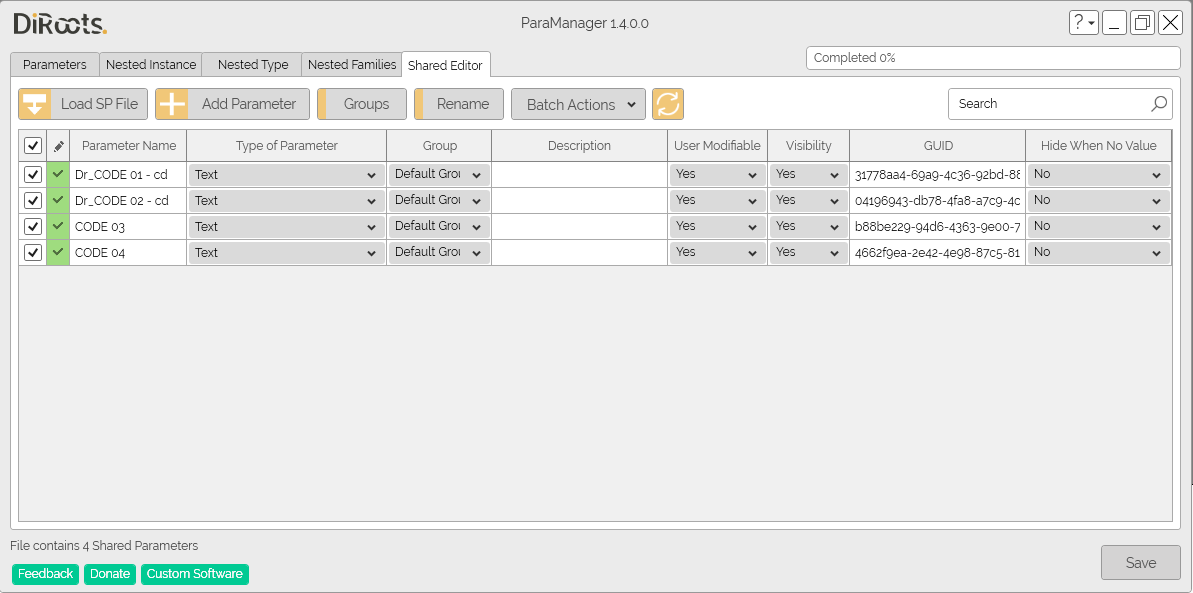 DiRoots.
ParaManager 1.4.0.0
?
Parameters Nested Instance Nested Type Nested Families Shared Editor
Completed 0%
Load SP File Add Parameter Groups Rename Batch Actions Search
Parameter Name Type of Parameter Group Description User Modifiable Visibility GUID Hide When No Value
Dr_CODE 01 - cd Text Default Grou Yes Yes 31778aa4-69a9-4c36-92bd-88 No
Dr_CODE 02 - cd Text Default Grou Yes Yes 04196943-db78-4fa8-a7c9-4c No
CODE 03 Text Default Grou Yes Yes b88be229-94d6-4363-9e00-7 No
CODE 04 Text Default Grou Yes Yes 4662f9ea-2e42-4e98-87c5-81 No
File contains 4 Shared Parameters
Feedback Donate Custom Software
Save